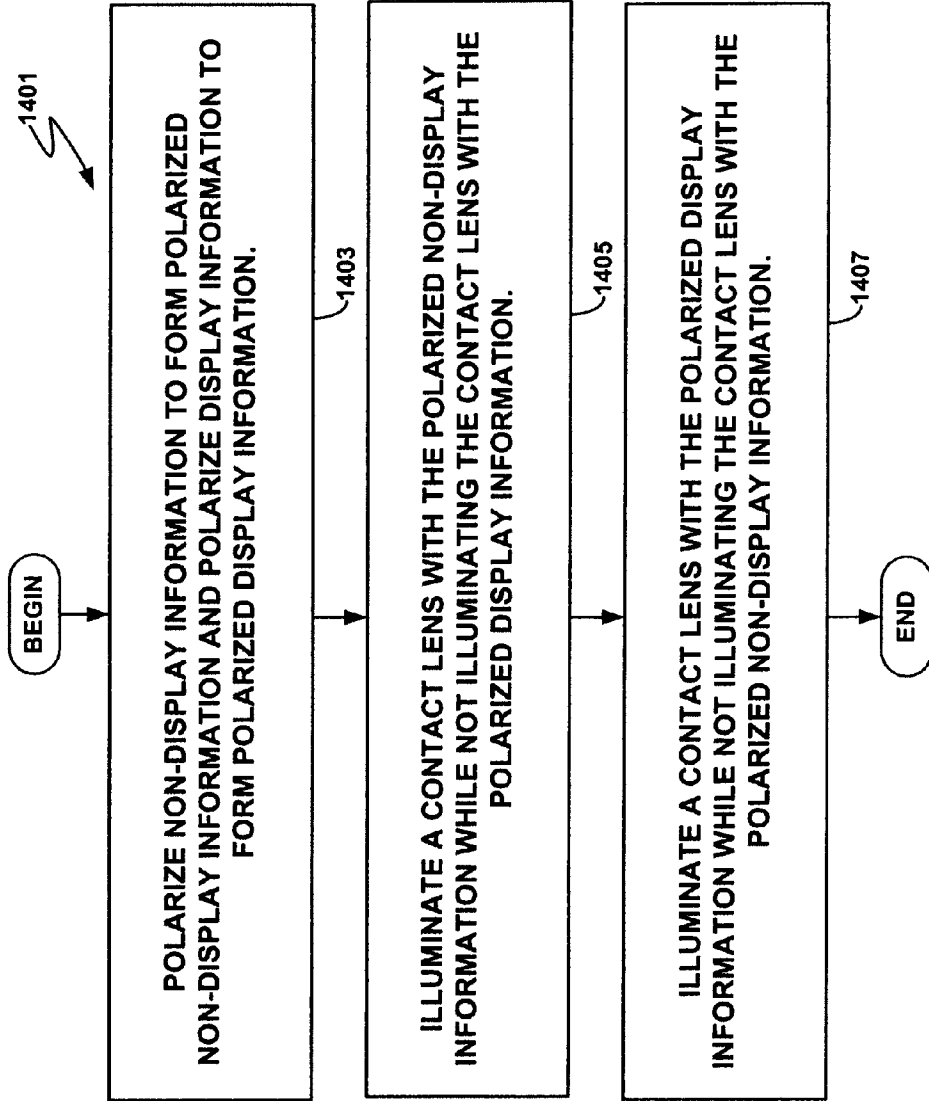 1401
BEGIN
POLARIZE NON-DISPLAY INFORMATION TO FORM POLARIZED
NON-DISPLAY INFORMATION AND POLARIZE DISPLAY INFORMATION TO
FORM POLARIZED DISPLAY INFORMATION.
1403
ILLUMINATE A CONTACT LENS WITH THE POLARIZED NON-DISPLAY
INFORMATION WHILE NOT ILLUMINATING THE CONTACT LENS WITH THE
POLARIZED DISPLAY INFORMATION.
1405
ILLUMINATE A CONTACT LENS WITH THE POLARIZED DISPLAY
INFORMATION WHILE NOT ILLUMINATING THE CONTACT LENS WITH THE
POLARIZED NON-DISPLAY INFORMATION.
1407
END